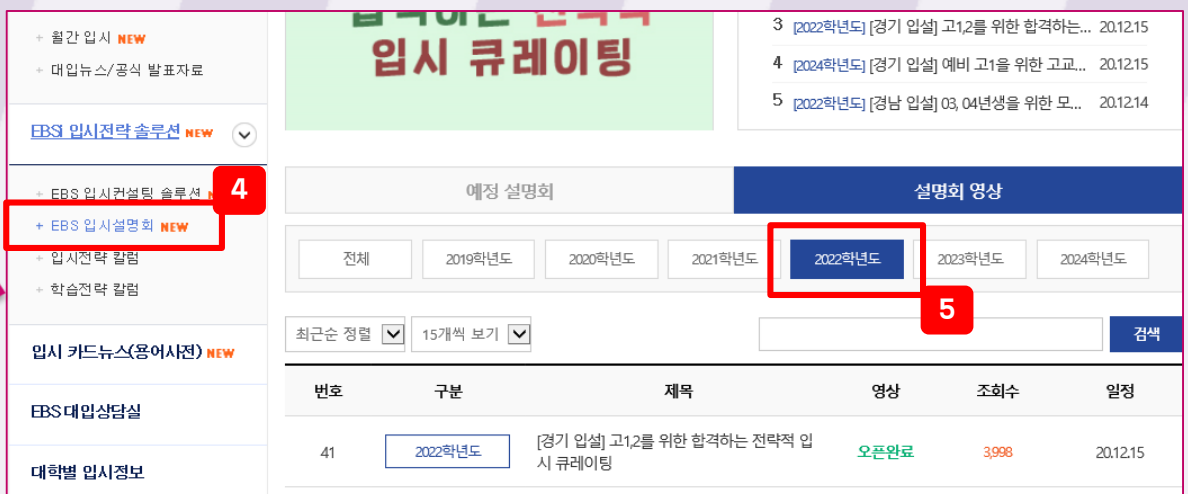 + 월간 입시 NEW
+ 대입뉴스/공식 발표자료
EBSi 입시전략 솔루션 NEW
+ EBS 입시컨설팅 솔루션
4
+ EBS 입시설명회 NEW
+ 입시전략 칼럼
+ 학습전략 칼럼
입시 카드뉴스(용어사전) NEW
EBS 대입상담실
대학별 입시정보
입시 큐레이팅
3 [2022학년도] [경기 입설] 고1,2를 위한 합격하는... 20.12.15
4 [2024학년도] [경기 입설] 예비 고1을 위한 고교... 20.12.15
5 [2022학년도] [경남 입설] 03, 04년생을 위한 모... 20.12.14
예정 설명회 설명회 영상
전체 2019학년도 2020학년도 2021학년도 2022학년도 2023학년도 2024학년도
5
최근순 정렬 15개씩 보기 검색
번호 구분 제목 영상 조회수 일정
41 2022학년도 [경기 입설] 고1,2를 위한 합격하는 전략적 입 오픈완료 3,998 20.12.15
시 큐레이팅